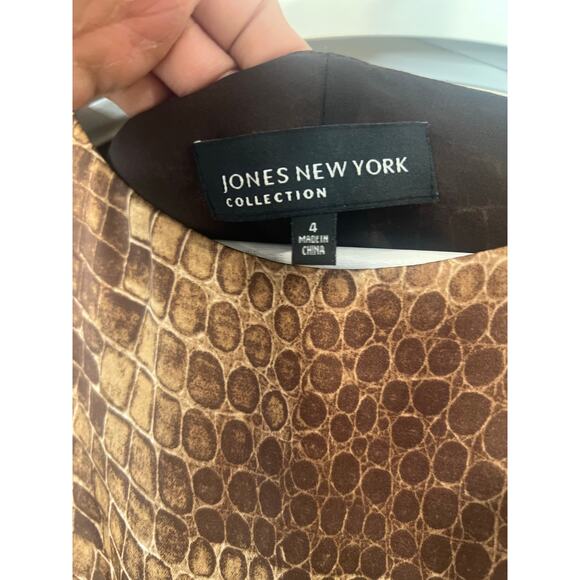 JONES NEW YORK
COLLECTION
4
MADE IN
CHINA